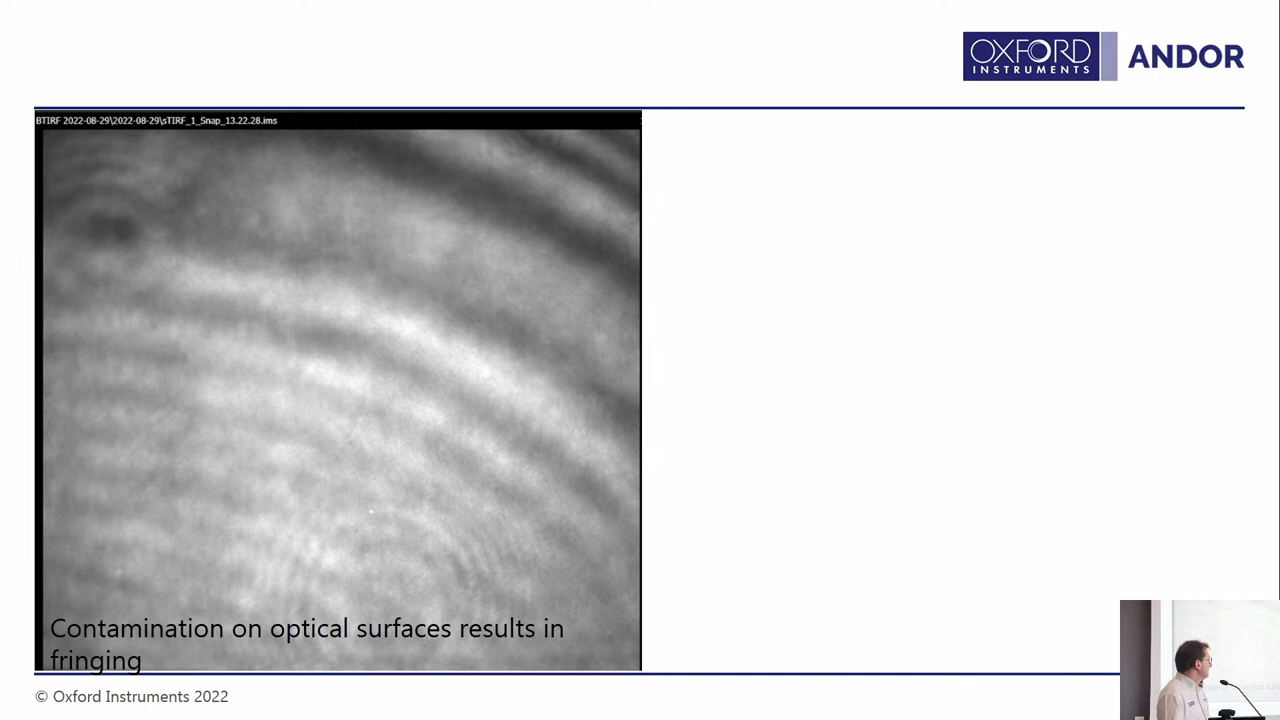 OXFORD
INSTRUMENTS
ANDOR
BTIRF 2022-08-29\2022-08-29\sTIRF_1_Snap_13.22.28.ims
Contamination on optical surfaces results in
fringing
© Oxford Instruments 2022